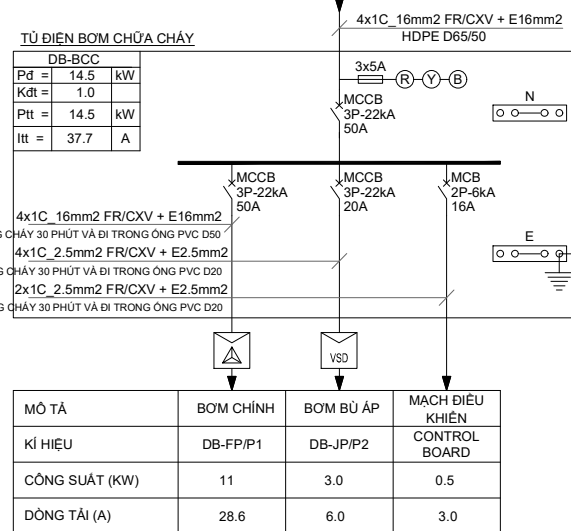 4x1C_16mm2 FR/CXV + E16mm2
HDPE D65/50
TỦ ĐIỆN BƠM CHỮA CHÁY
DB-BCC
Pđ = 14.5 kW
Kđt = 1.0
Ptt = 14.5 kW
Itt = 37.7 A
3x5A
R Y B
MCCB
3P-22kA
50A
N
MCCB
3P-22kA
50A
MCCB
3P-22kA
20A
MCB
2P-6kA
16A
4x1C_16mm2 FR/CXV + E16mm2
CHÁY 30 PHÚT VÀ ĐI TRONG ỐNG PVC D50
4x1C_2.5mm2 FR/CXV + E2.5mm2
CHÁY 30 PHÚT VÀ ĐI TRONG ỐNG PVC D20
2x1C_2.5mm2 FR/CXV + E2.5mm2
CHÁY 30 PHÚT VÀ ĐI TRONG ỐNG PVC D20
E
VSD
MÔ TẢ BƠM CHÍNH BƠM BÙ ÁP MẠCH ĐIỀU
KHIỂN
KÍ HIỆU DB-FP/P1 DB-JP/P2 CONTROL
BOARD
CÔNG SUẤT (KW) 11 3.0 0.5
DÒNG TẢI (A) 28.6 6.0 3.0